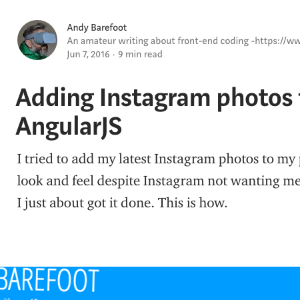 Andy Barefoot
An amateur writing about front-end coding -https://ww
Jun 7, 2016 · 9 min read
Adding Instagram photos
AngularJS
I tried to add my latest Instagram photos to my
look and feel despite Instagram not wanting me
I just about got it done. This is how.
BAREFOOT